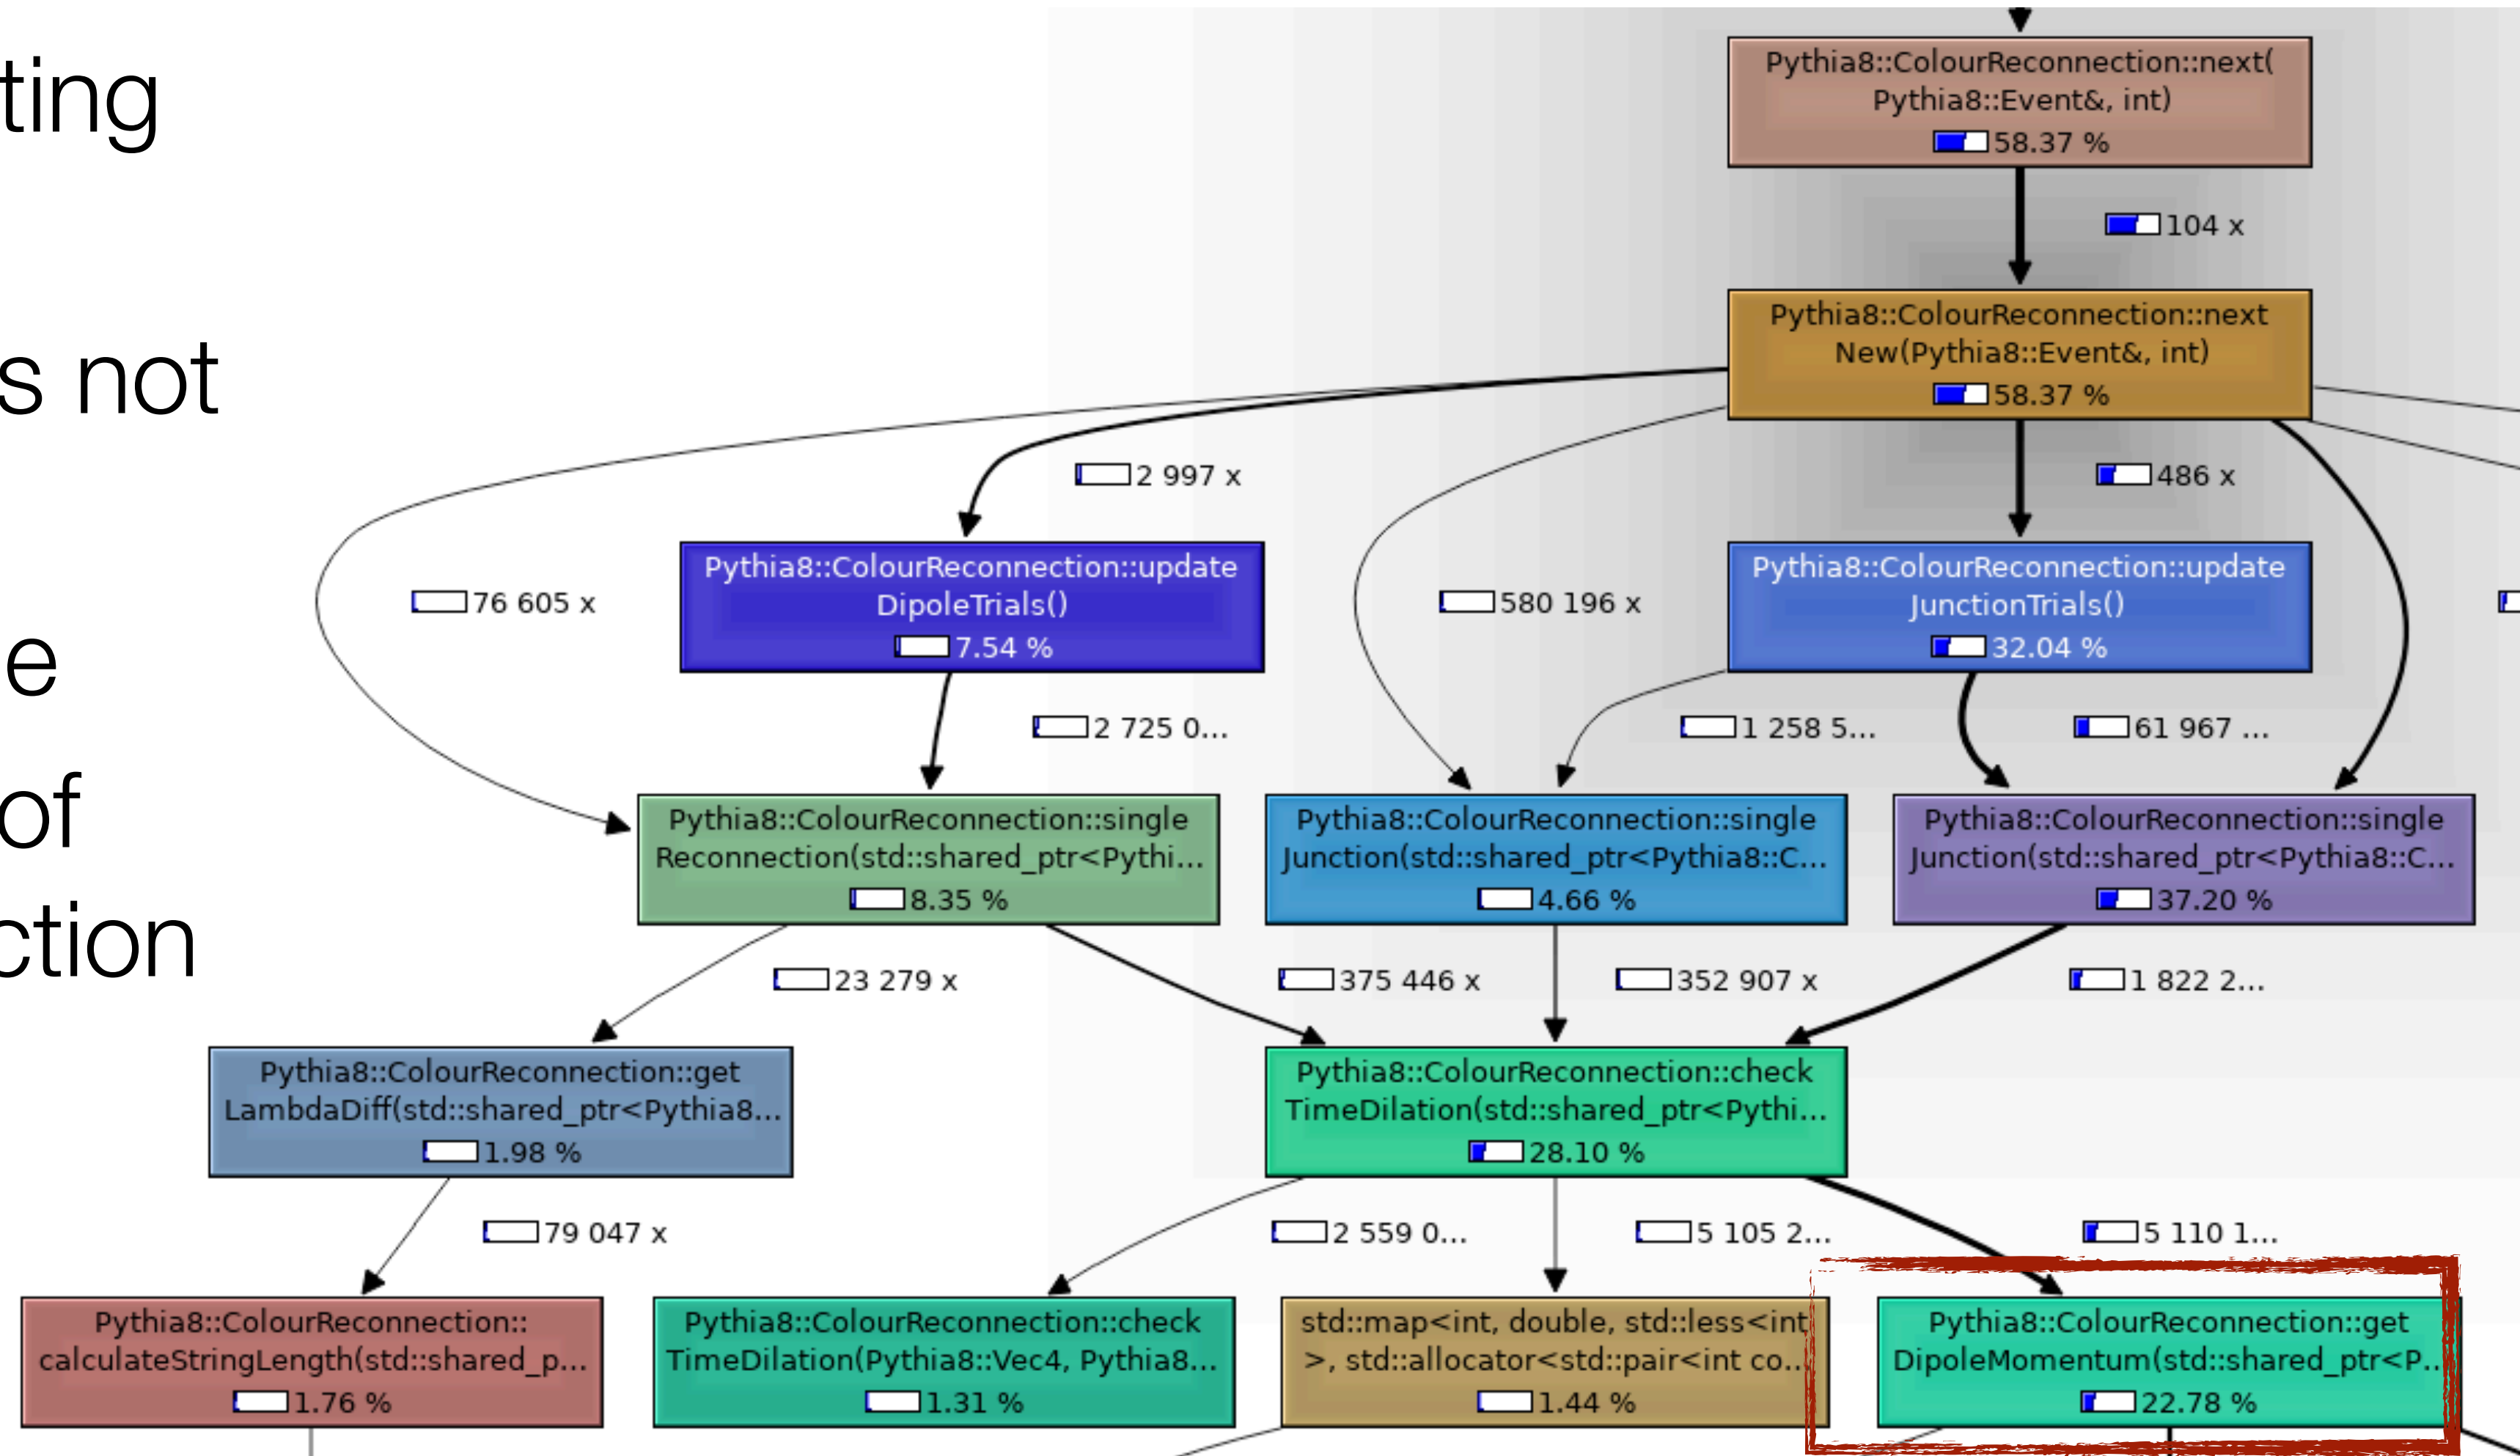 ting
s not
e
of
ction
Pythia8::ColourReconnection::next(
Pythia8::Event&, int)
58.37 %
104 x
Pythia8::ColourReconnection::next
New(Pythia8::Event&, int)
58.37 %
2 997 x
486 x
Pythia8::ColourReconnection::update
DipoleTrials()
7.54 %
Pythia8::ColourReconnection::update
JunctionTrials()
32.04 %
76 605 x
580 196 x
2 725 0...
1 258 5...
61 967 ...
Pythia8::ColourReconnection::single
Reconnection(std::shared_ptr<Pythi...
8.35 %
Pythia8::ColourReconnection::single
Junction(std::shared_ptr<Pythia8::C...
4.66 %
Pythia8::ColourReconnection::single
Junction(std::shared_ptr<Pythia8::C...
37.20 %
23 279 x
375 446 x
352 907 x
1 822 2...
Pythia8::ColourReconnection::get
LambdaDiff(std::shared_ptr<Pythia8...
1.98 %
Pythia8::ColourReconnection::check
TimeDilation(std::shared_ptr<Pythi...
28.10 %
79 047 x
2 559 0...
5 105 2...
5 110 1...
Pythia8::ColourReconnection::
calculateStringLength(std::shared_p...
1.76 %
Pythia8::ColourReconnection::check
TimeDilation(Pythia8::Vec4, Pythia8...
1.31 %
std::map<int, double, std::less<int
>, std::allocator<std::pair<int co...
1.44 %
Pythia8::ColourReconnection::get
DipoleMomentum(std::shared_ptr<P...
22.78 %